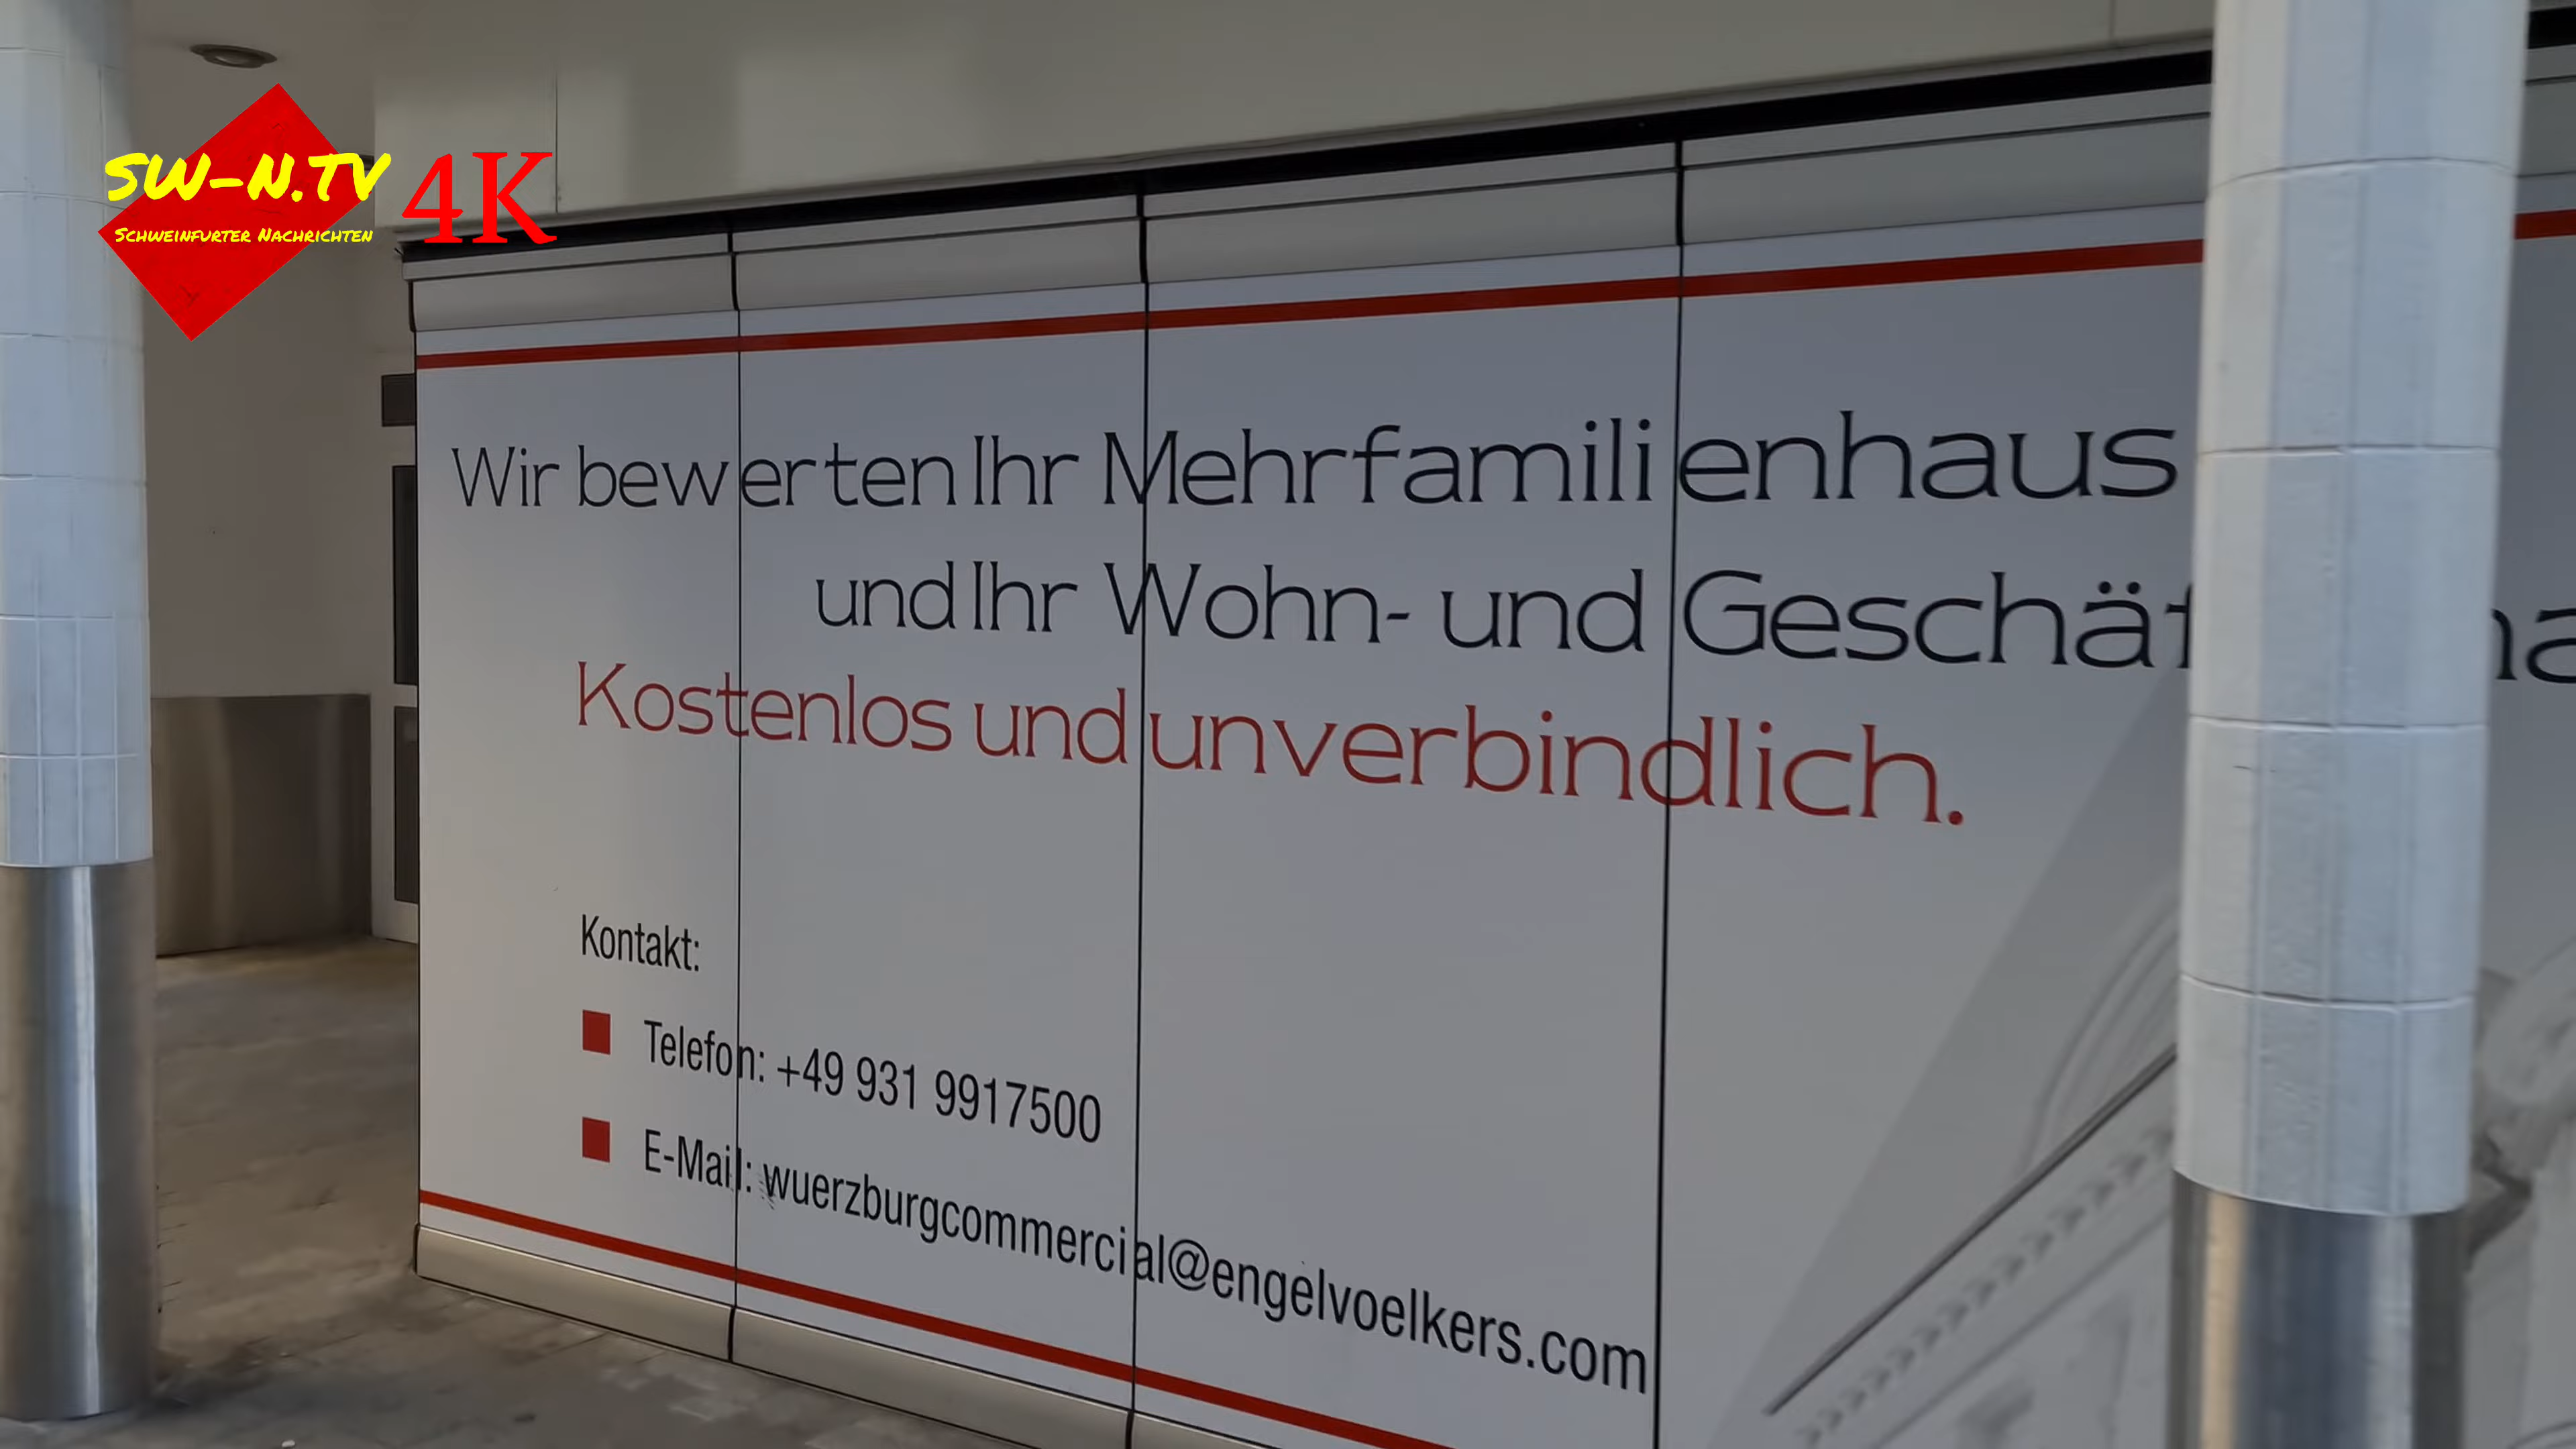 SW-N.TV 4K
Schweinfurter Nachrichten
Wir bewerten Ihr Mehrfamilienhaus
und Ihr Wohn- und
Kostenlos und unverbindlich.
Kontakt:
Telefon: +49 931 9917500
E-Mail: wuerzburgcommercial@engelvoelkers.com